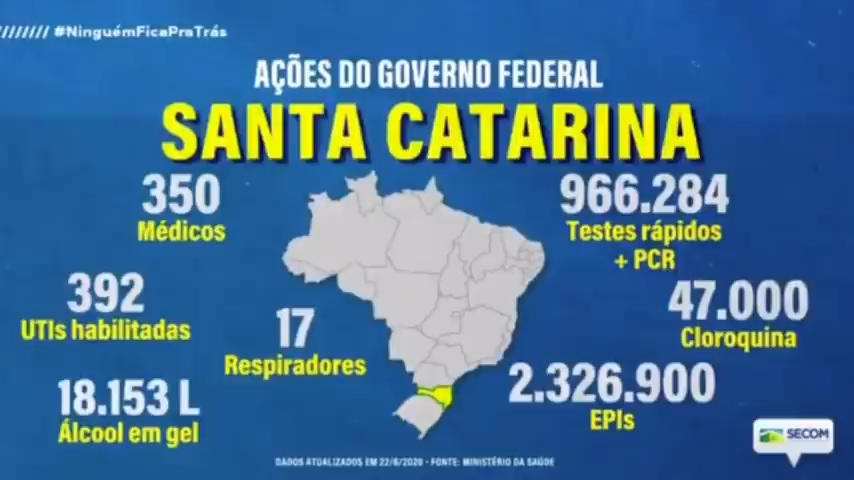 //////// #NinguémFicaPraTrás
AÇÕES DO GOVERNO FEDERAL
SANTA CATARINA
350
Médicos
966.284
Testes rápidos
+ PCR
392
UTIs habilitadas
17
Respiradores
47.000
Cloroquina
18.153 L
Álcool em gel
2.326.900
EPIs
SECOM
DADOS ATUALIZADOS EM 22/6/2020 - FONTE: MINISTÉRIO DA SAÚDE